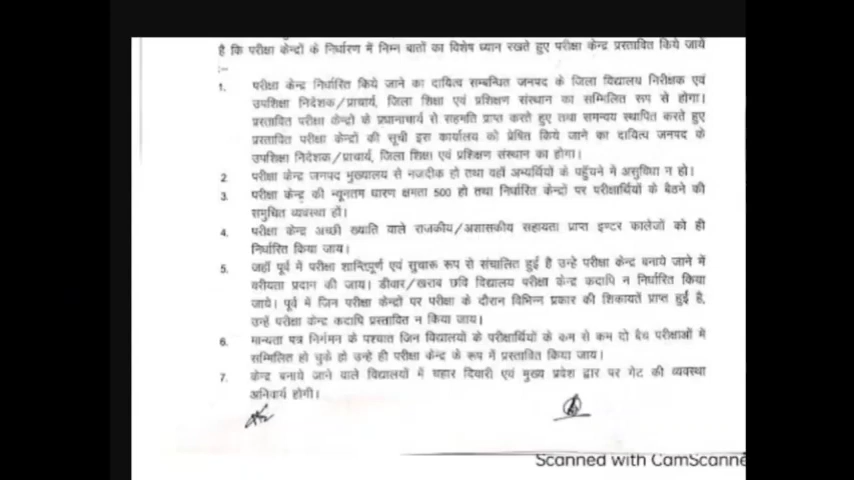 है कि परीक्षा केन्द्रों के निर्धारण में निम्न बातों का विशेष ध्यान रखते हुए परीक्षा केन्द्र प्रस्तावित किये जाये
:--
1. परीक्षा केन्द्र निर्धारित किये जाने का दायित्व सम्बन्धित जनपद के जिला विद्यालय निरीक्षक एवं
उपशिक्षा निदेशक/प्राचार्य, जिला शिक्षा एवं प्रशिक्षण संस्थान का सम्मिलित रूप से होगा।
प्रस्तावित परीक्षा केन्द्रों के प्रधानाचार्य से सहमति प्राप्त करते हुए तथा समन्वय स्थापित करते हुए
प्रस्तावित परीक्षा केन्द्रों की सूची इस कार्यालय को प्रेषित किये जाने का दायित्व जनपद के
उपशिक्षा निदेशक/प्राचार्य, जिला शिक्षा एवं प्रशिक्षण संस्थान का होगा।
2. परीक्षा केन्द्र जनपद मुख्यालय से नजदीक हो तथा वहाँ अभ्यर्थियों के पहुँचने में असुविधा न हो।
3. परीक्षा केन्द्र की न्यूनतम धारण क्षमता 500 हो तथा निर्धारित केन्द्रों पर परीक्षार्थियों के बैठने की
समुचित व्यवस्था हों।
4. परीक्षा केन्द्र अच्छी ख्याति वाले राजकीय/अशासकीय सहायता प्राप्त इण्टर कालेजों को ही
निर्धारित किया जाय।
5. जहाँ पूर्व में परीक्षा शान्तिपूर्ण एवं सुचारू रूप से संचालित हुई है उन्हे परीक्षा केन्द्र बनाये जाने में
वरीयता प्रदान की जाय। डीवार/खराब छवि विद्यालय परीक्षा केन्द्र कदापि न निर्धारित किया
जाये। पूर्व में जिन परीक्षा केन्द्रों पर परीक्षा के दौरान विभिन्न प्रकार की शिकायतें प्राप्त हुई है,
उन्हें परीक्षा केन्द्र कदापि प्रस्तावित न किया जाय।
6. मान्यता पत्र निर्गमन के पश्चात जिन विद्यालयों के परीक्षार्थियों के कम से कम दो बैच परीक्षाओं में
सम्मिलित हो चुके हो उन्हे ही परीक्षा केन्द्र के रूप में प्रस्तावित किया जाय।
7. केन्द्र बनाये जाने वाले विद्यालयों में चहार दिवारी एवं मुख्य प्रवेश द्वार पर गेट की व्यवस्था
अनिवार्य होगी।
Scanned with CamScanne